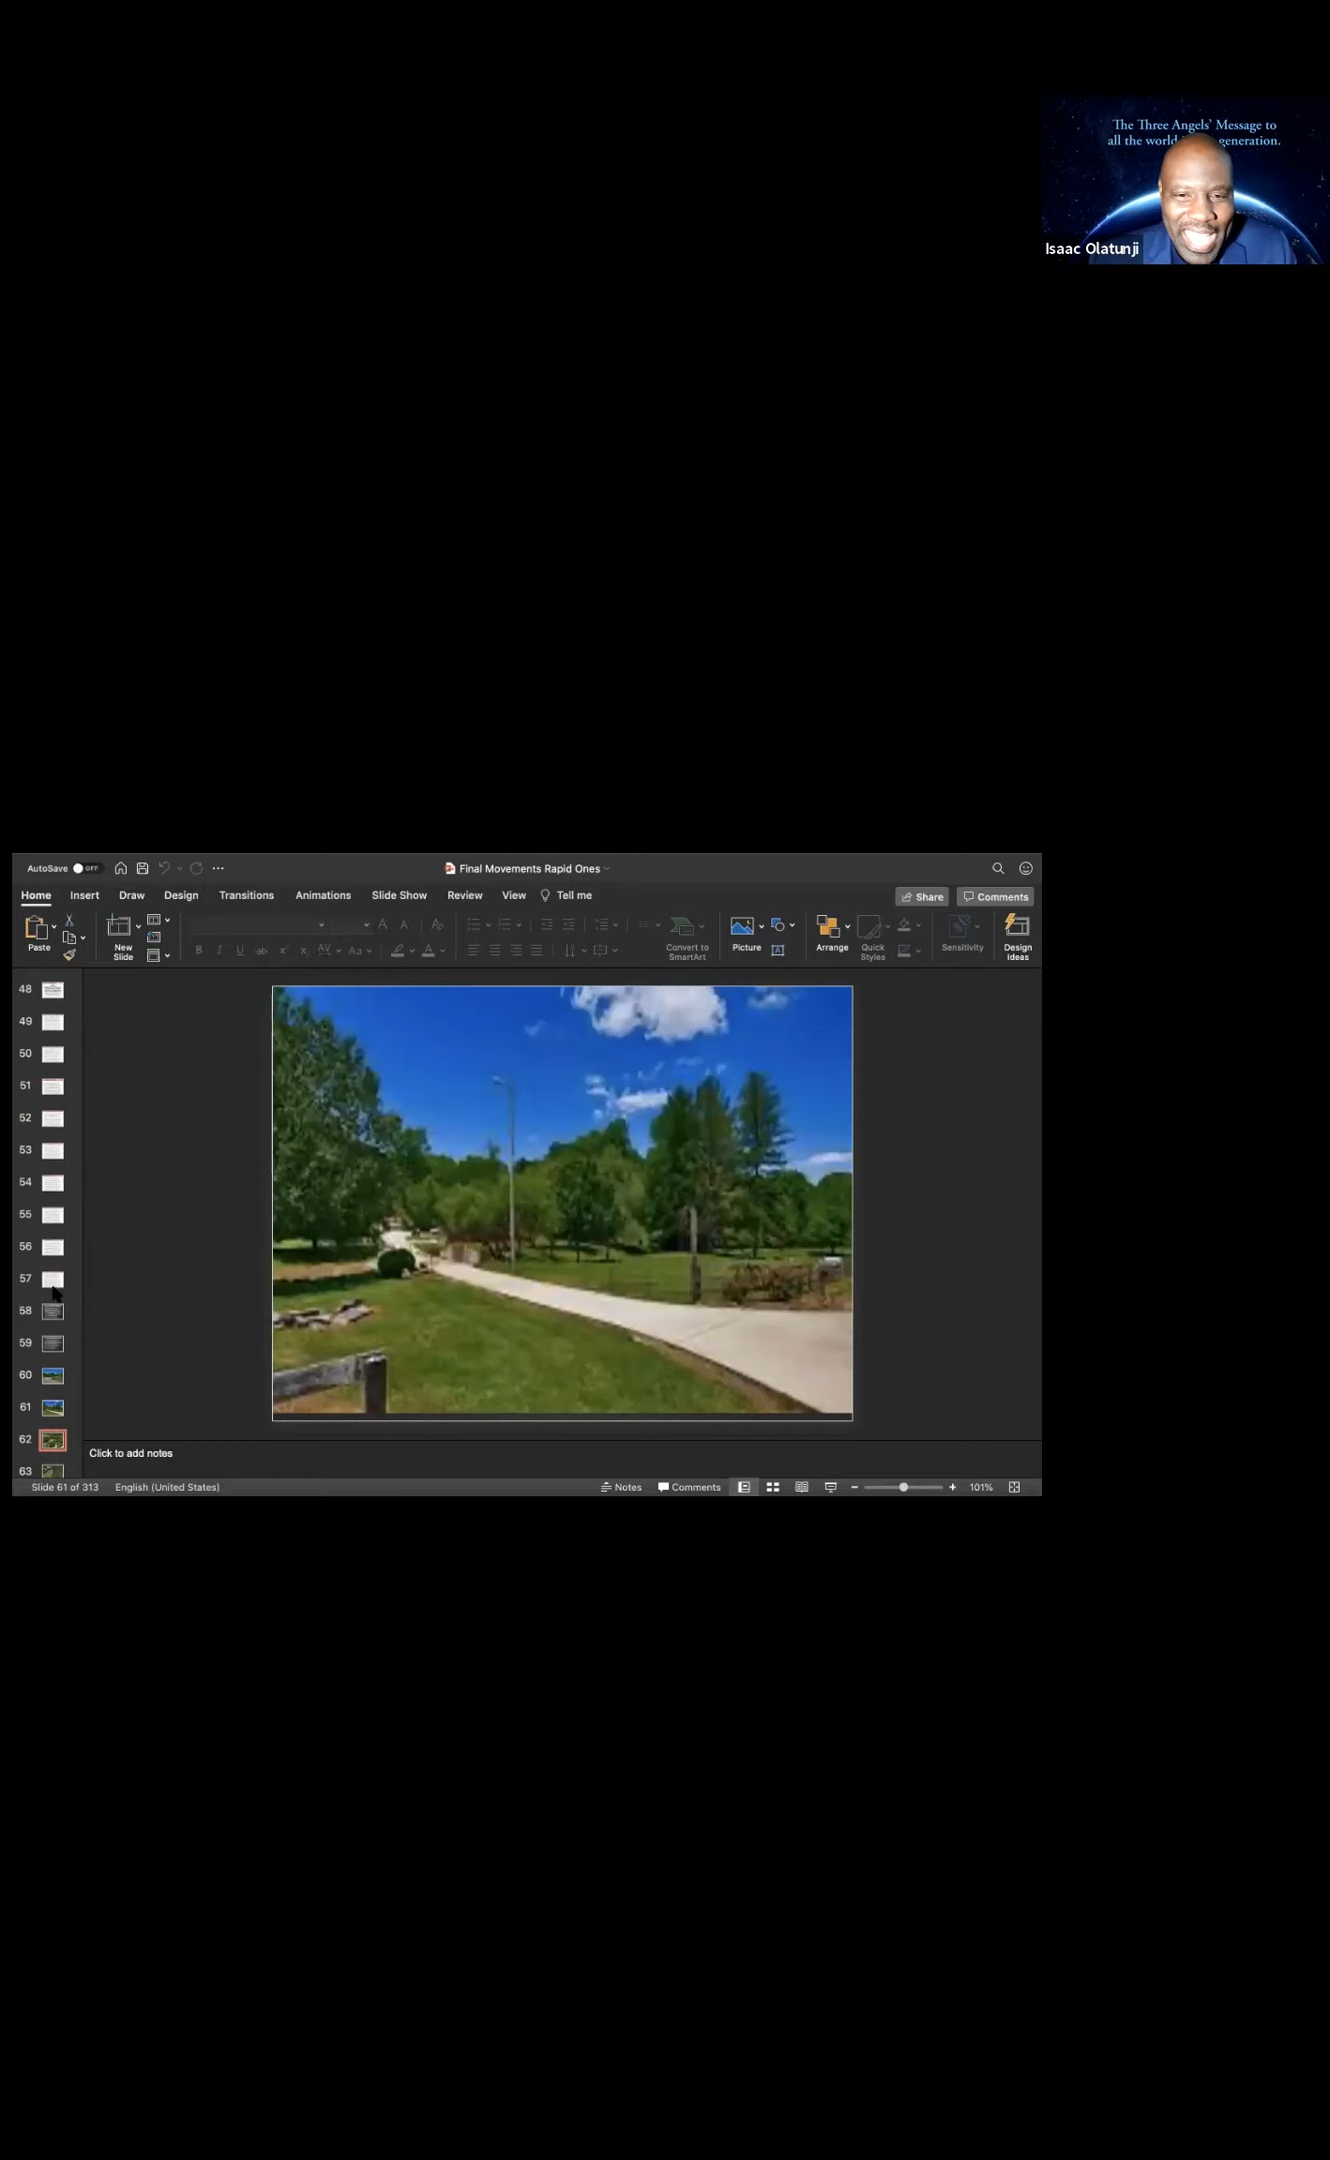 The Three Angels' Message to
all the world generation.
Isaac Olatunji
AutoSave OFF
Final Movements Rapid Ones
Home Insert Draw Design Transitions Animations Slide Show Review View Tell me
Share Comments
Paste
New
Slide
Convert to
SmartArt
Picture
Arrange
Quick
Styles
Sensitivity
Design
Ideas
48
49
50
51
52
53
54
55
56
57
58
59
60
61
62
63
Click to add notes
Slide 61 of 313 English (United States) Notes Comments 101%